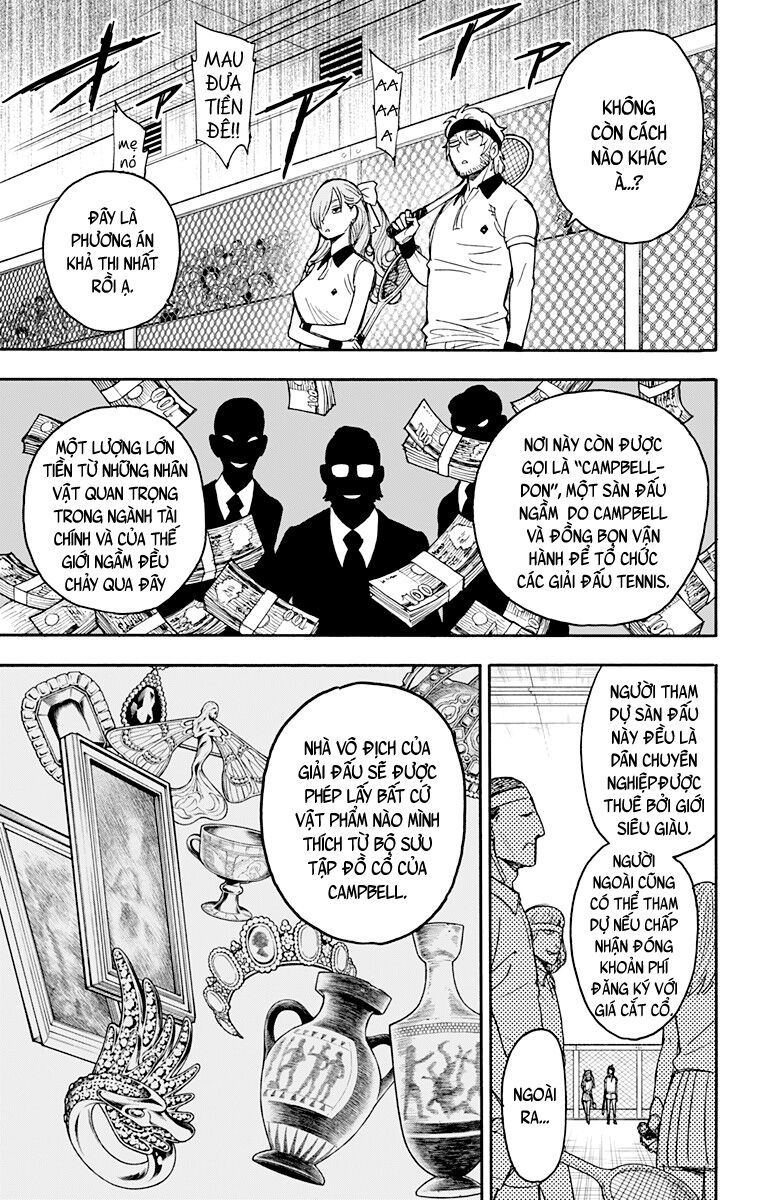 KHÔNG
CÒN CÁCH
NÀO KHÁC
À...?
AA
AA
A
MAU
ĐƯA
TIỀN
ĐÊ!!
Mẹ
nó
ĐÂY LÀ
PHƯƠNG ÁN
KHẢ THI NHẤT
RỒI Ạ.
NƠI NÀY CÒN ĐƯỢC
GỌI LÀ "CAMPBELL-
DON", MỘT SÀN ĐẤU
NGẦM DO CAMPBELL
VÀ ĐỒNG BỌN VẬN
HÀNH ĐỂ TỔ CHỨC
CÁC GIẢI ĐẤU TENNIS.
MỘT LƯỢNG LỚN
TIỀN TỪ NHỮNG NHÂN
VẬT QUAN TRỌNG
TRONG NGÀNH TÀI
CHÍNH VÀ CỦA THẾ
GIỚI NGẦM ĐỀU
CHẢY QUA ĐÂY
100
100
NGƯỜI THAM
DỰ SÀN ĐẤU
NÀY ĐỀU LÀ
DÂN CHUYÊN
NGHIỆPĐƯỢC
THUÊ BỞI GIỚI
SIÊU GIÀU.
NGƯỜI
NGOÀI CŨNG
CÓ THỂ THAM
DỰ NẾU CHẤP
NHẬN ĐÓNG
KHOẢN PHÍ
ĐĂNG KÝ VỚI
GIÁ CẮT CỔ.
NGOÀI
RA...
NHÀ VÔ ĐỊCH CỦA
GIẢI ĐẤU SẼ ĐƯỢC
PHÉP LẤY BẤT CỨ
VẬT PHẨM NÀO MÌNH
THÍCH TỪ BỘ SƯU
TẬP ĐỒ CỔ CỦA
CAMPBELL.